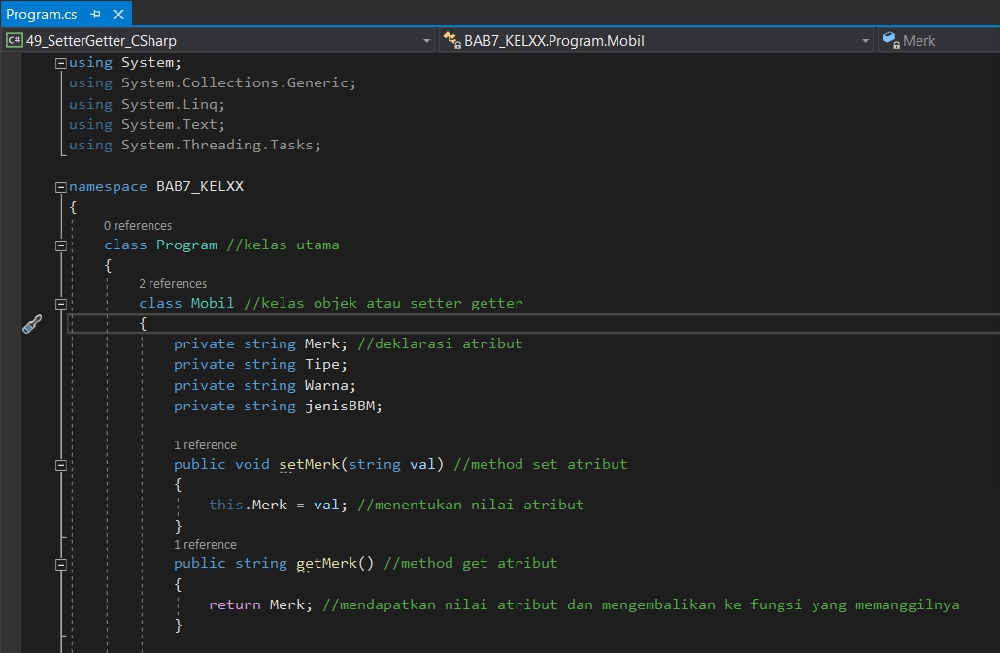 Program.cs
C# 49_SetterGetter_CSharp BAB7_KELXX.Program.Mobil Merk
using System;
using System.Collections.Generic;
using System.Linq;
using System.Text;
using System.Threading.Tasks;
namespace BAB7_KELXX
{
0 references
class Program //kelas utama
{
2 references
class Mobil //kelas objek atau setter getter
{
private string Merk; //deklarasi atribut
private string Tipe;
private string Warna;
private string jenisBBM;
1 reference
public void setMerk(string val) //method set atribut
{
this.Merk = val; //menentukan nilai atribut
}
1 reference
public string getMerk() //method get atribut
{
return Merk; //mendapatkan nilai atribut dan mengembalikan ke fungsi yang memanggilnya
}